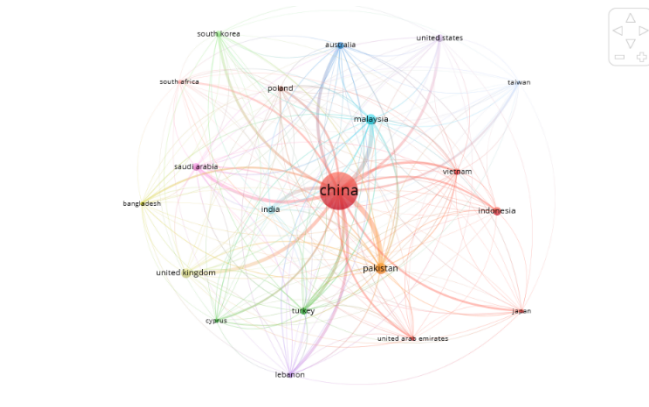 south korea
united states
australia
south africa
taiwan
poland
malaysia
saudi arabia
vietnam
china
bangladesh
india
indonesia
united kingdom
pakistan
cyprus
turkey
japan
united arab emirates
lebanon